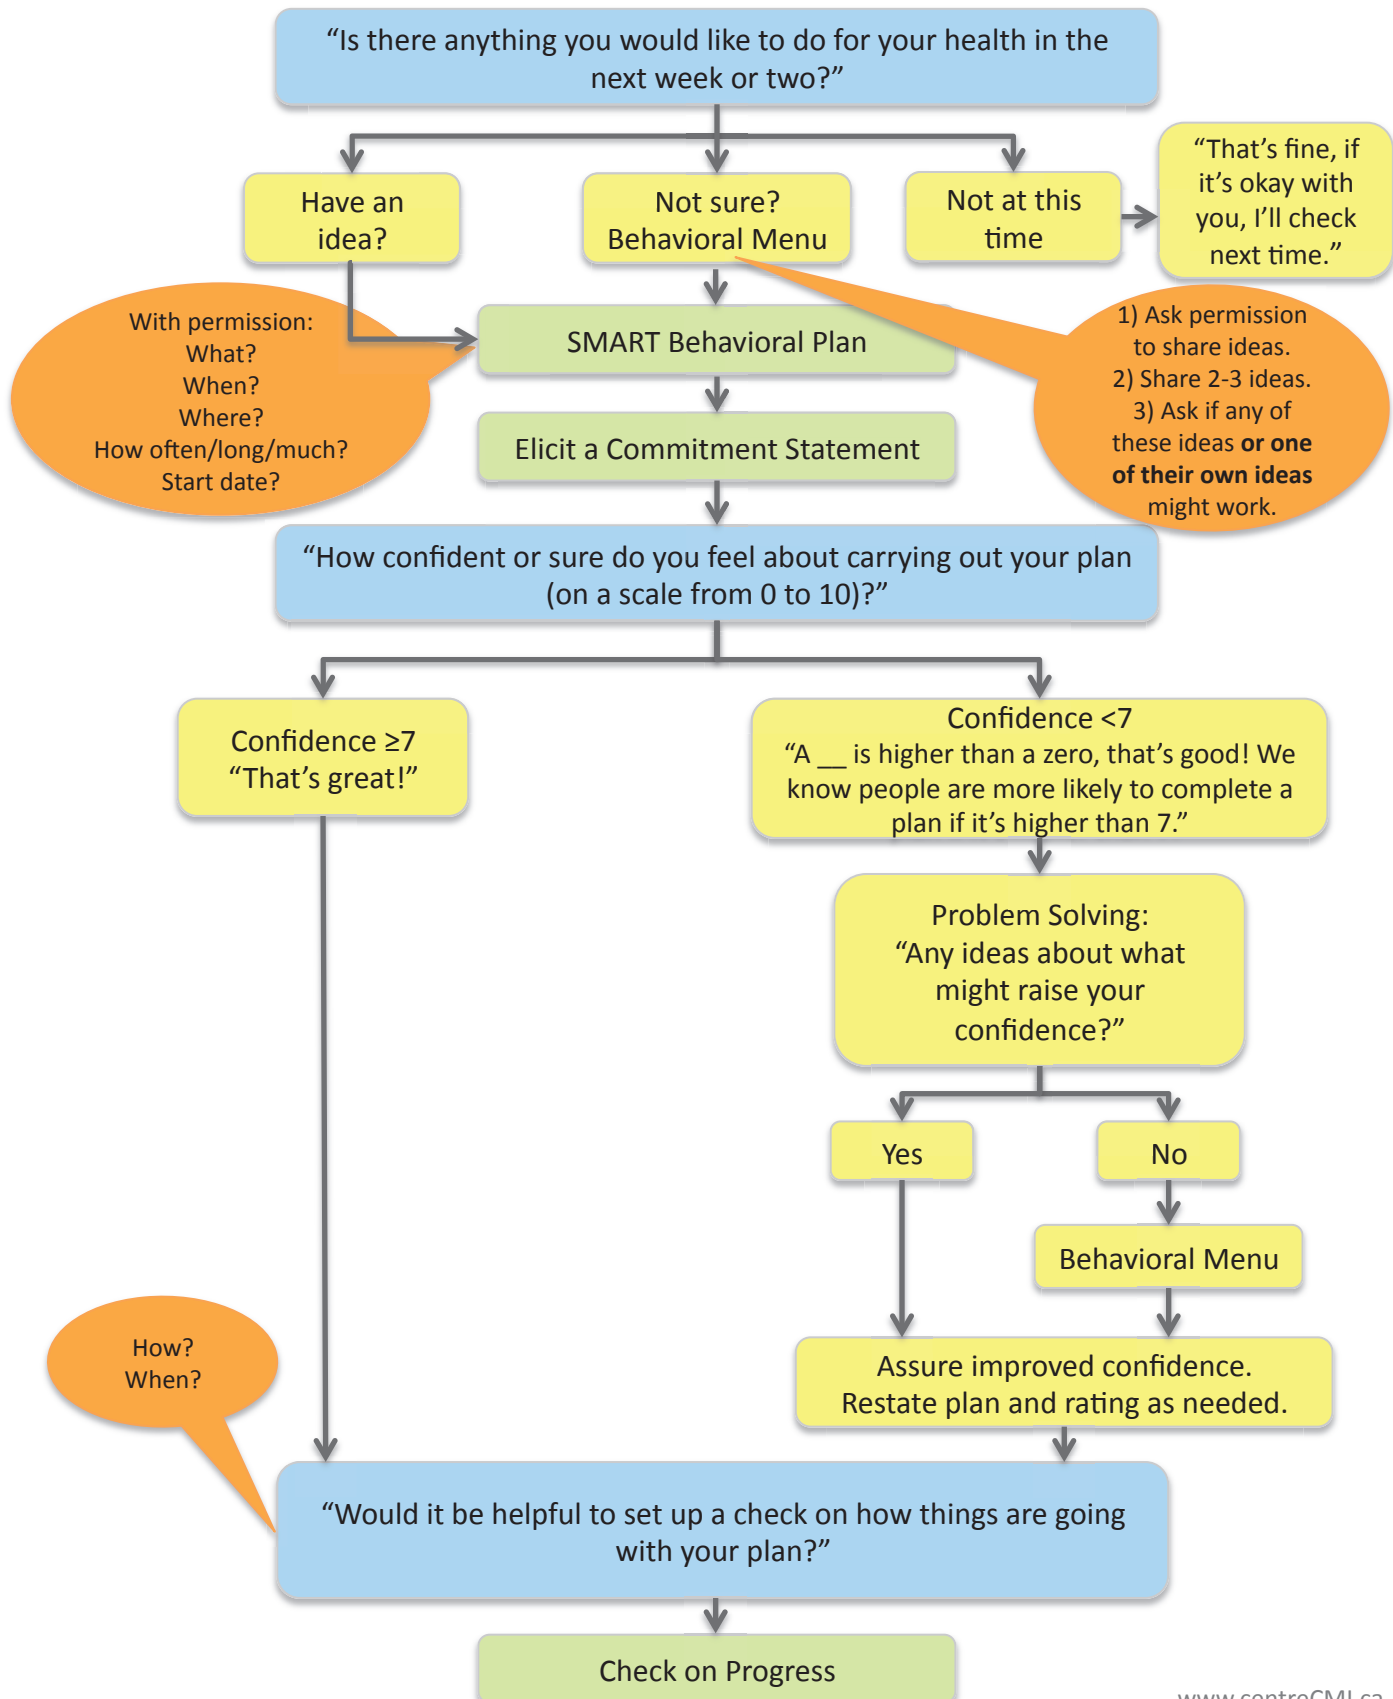 “Is there anything you would like to do for your health in the
next week or two?”
Have an
idea?
Not sure?
Behavioral Menu
Not at this
time
“That’s fine, if
it’s okay with
you, I’ll check
next time.”
With permission:
What?
When?
Where?
How often/long/much?
Start date?
SMART Behavioral Plan
1) Ask permission
to share ideas.
2) Share 2-3 ideas.
3) Ask if any of
these ideas or one
of their own ideas
might work.
Elicit a Commitment Statement
“How confident or sure do you feel about carrying out your plan
(on a scale from 0 to 10)?”
Confidence ≥7
“That’s great!”
Confidence <7
“A __ is higher than a zero, that’s good! We
know people are more likely to complete a
plan if it’s higher than 7.”
Problem Solving:
“Any ideas about what
might raise your
confidence?”
Yes
No
Behavioral Menu
Assure improved confidence.
Restate plan and rating as needed.
How?
When?
“Would it be helpful to set up a check on how things are going
with your plan?”
Check on Progress
www.centreCMI.ca